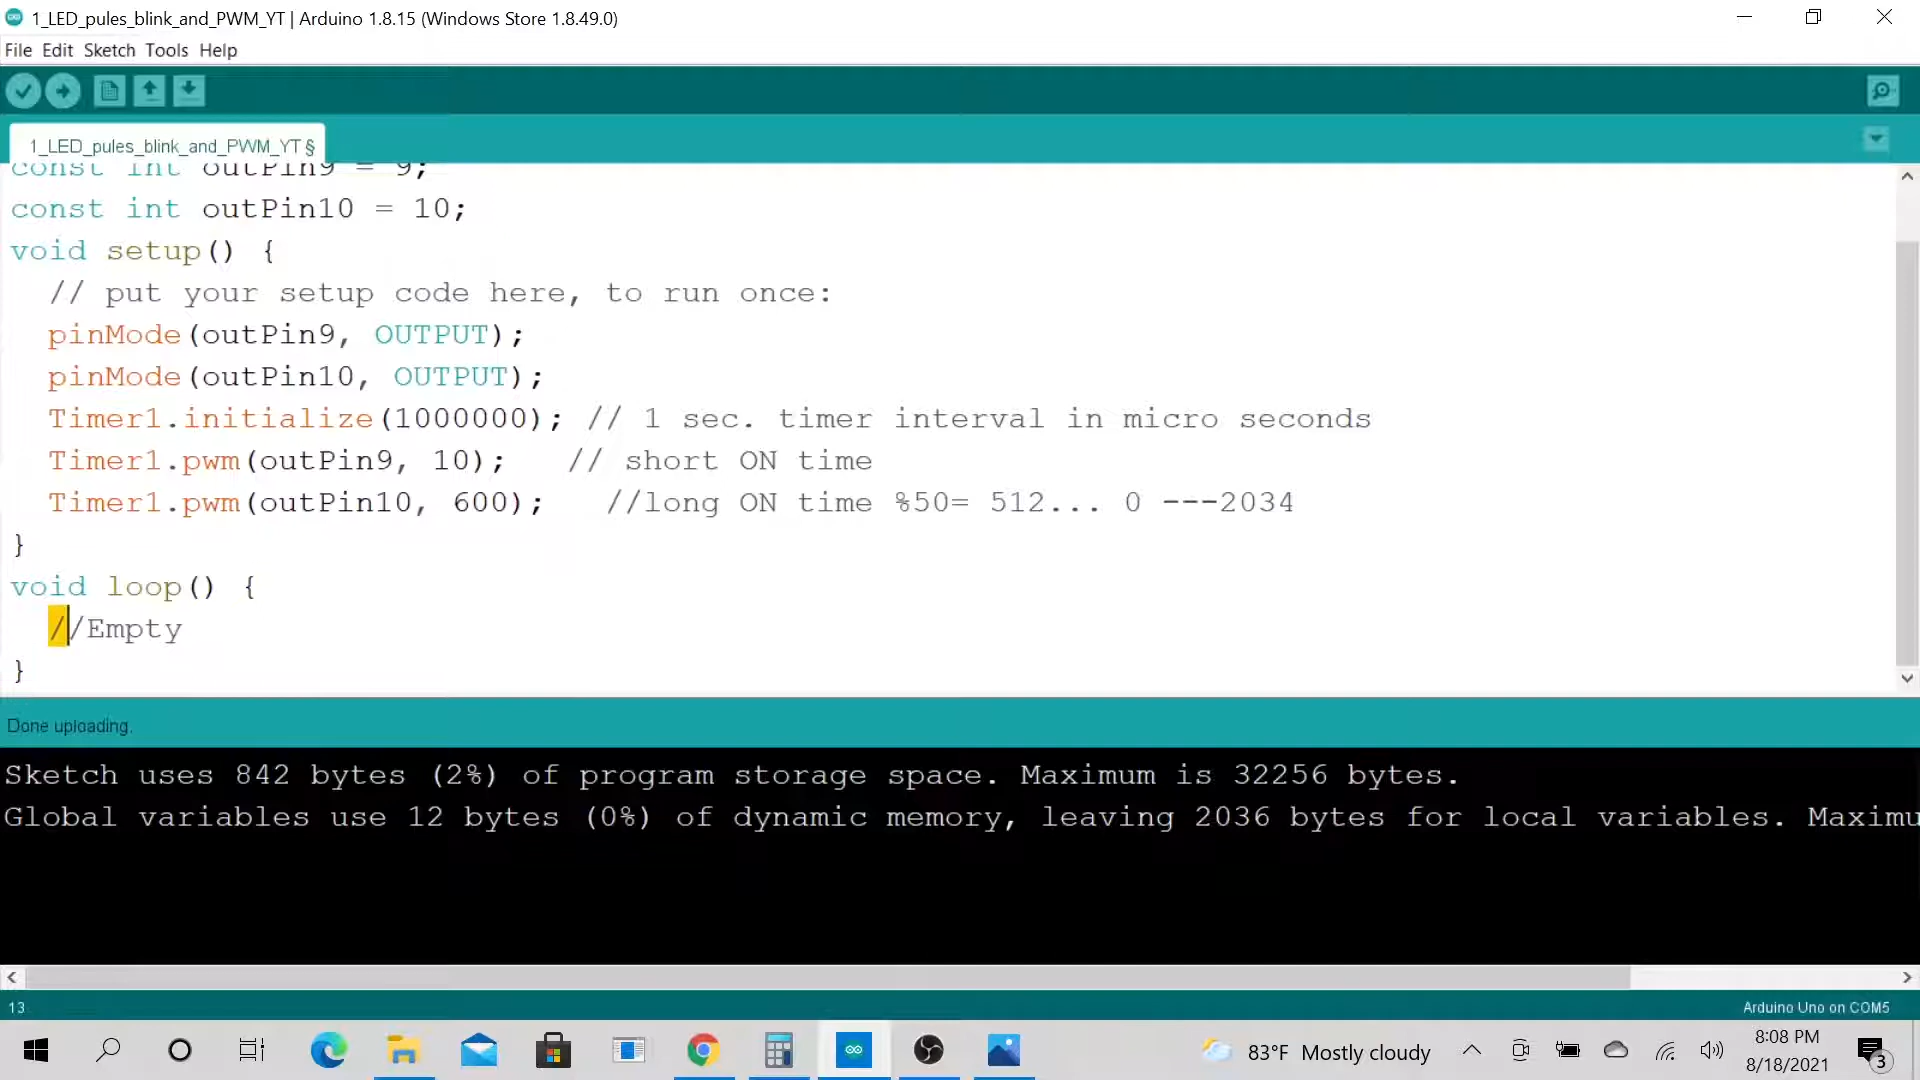 1_LED_pules_blink_and_PWM_YT | Arduino 1.8.15 (Windows Store 1.8.49.0)
File Edit Sketch Tools Help
1_LED_pules_blink_and_PWM_YT §
const int outPin9 = 9;
const int outPin10 = 10;
void setup() {
// put your setup code here, to run once:
pinMode(outPin9, OUTPUT);
pinMode(outPin10, OUTPUT);
Timer1.initialize(1000000); // 1 sec. timer interval in micro seconds
Timer1.pwm(outPin9, 10); // short ON time
Timer1.pwm(outPin10, 600); //long ON time %50= 512... 0 ---2034
}
void loop() {
//Empty
}
Done uploading.
Sketch uses 842 bytes (2%) of program storage space. Maximum is 32256 bytes.
Global variables use 12 bytes (0%) of dynamic memory, leaving 2036 bytes for local variables. Maximu
13
Arduino Uno on COM5
83°F Mostly cloudy
8:08 PM
8/18/2021
3